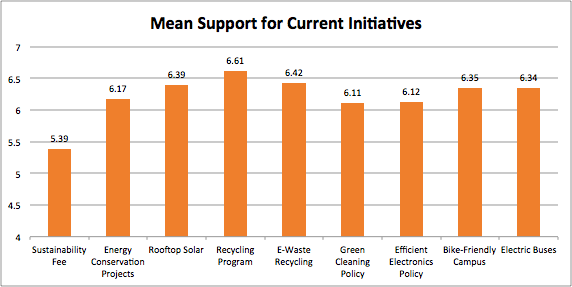 Mean Support for Current Initiatives
7
6.5
6
5.5
5
4.5
4
5.39
6.17
6.39
6.61
6.42
6.11
6.12
6.35
6.34
Sustainability
Fee
Energy
Conservation
Projects
Rooftop Solar
Recycling
Program
E-Waste
Recycling
Green
Cleaning
Policy
Efficient
Electronics
Policy
Bike-Friendly
Campus
Electric Buses